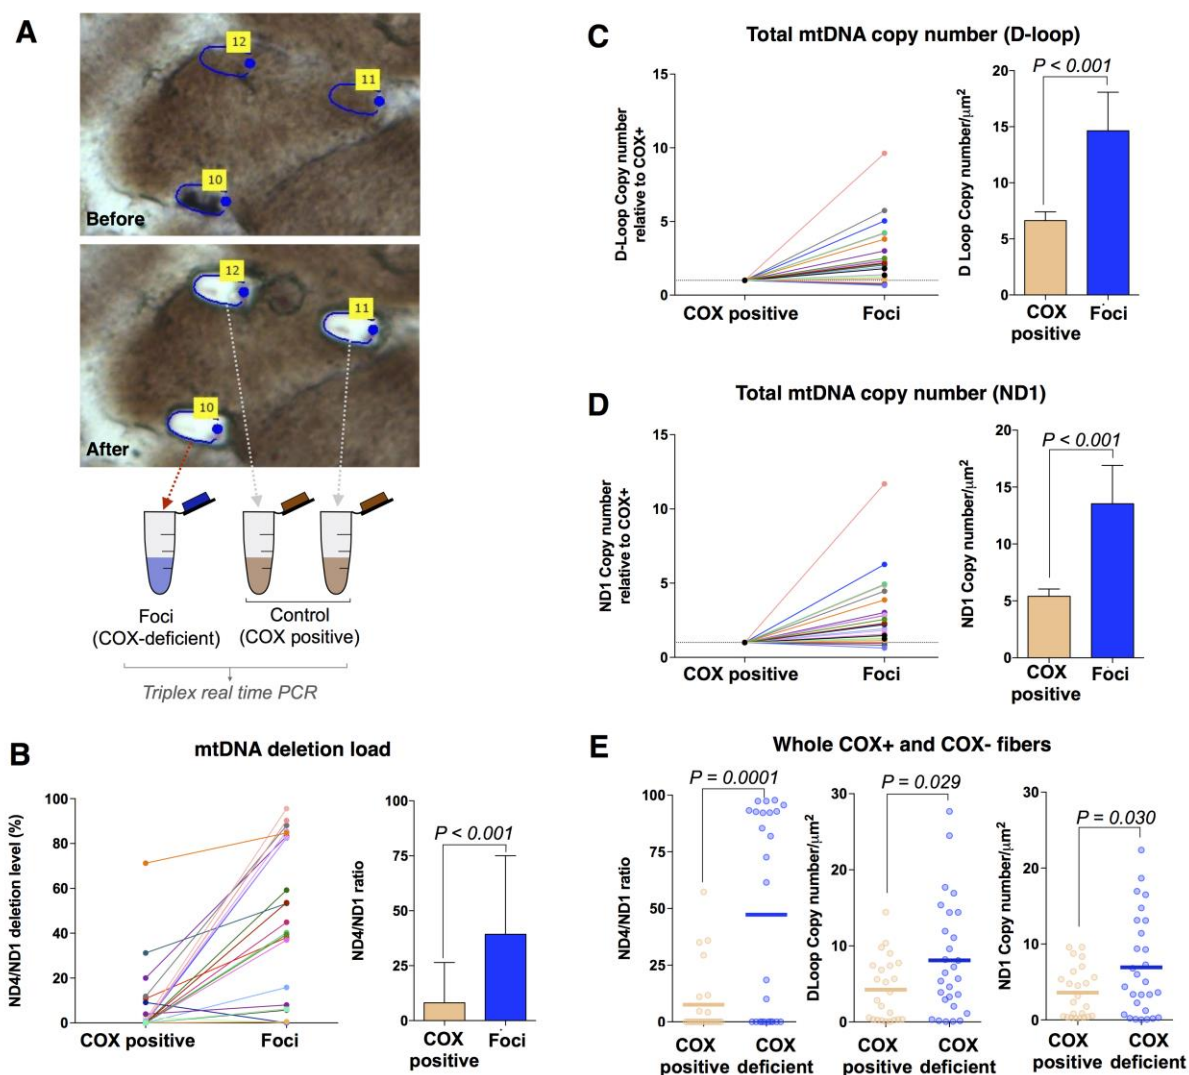 A
12
11
10
Before
12
11
10
After
Foci
(COX-deficient)
Control
(COX positive)
Triplex real time PCR
B
mtDNA deletion load
ND4/ND1 deletion level (%)
100
80
60
40
20
0
COX positive
Foci
ND4/ND1 ratio
100
75
50
25
0
P < 0.001
COX
positive
Foci
C
Total mtDNA copy number (D-loop)
D-Loop Copy number
relative to COX+
15
10
5
0
COX positive
Foci
D Loop Copy number/μm²
20
15
10
5
0
P < 0.001
COX
positive
Foci
D
Total mtDNA copy number (ND1)
ND1 Copy number
relative to COX+
15
10
5
0
COX positive
Foci
ND1 Copy number/μm²
20
15
10
5
0
P < 0.001
COX
positive
Foci
E
Whole COX+ and COX- fibers
ND4/ND1 ratio
100
75
50
25
0
P = 0.0001
COX
positive
COX
deficient
DLoop Copy number/μm²
30
20
10
0
P = 0.029
COX
positive
COX
deficient
ND1 Copy number/μm²
30
20
10
0
P = 0.030
COX
positive
COX
deficient